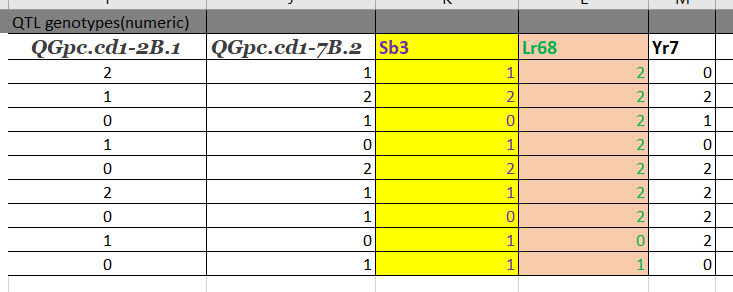 QTL genotypes(numeric)
QGpc.cd1-2B.1 QGpc.cd1-7B.2 Sb3 Lr68 Yr7
2 1 1 2 0
1 2 2 2 2
0 1 0 2 1
1 0 1 2 0
0 2 2 2 2
2 1 1 2 2
0 1 0 2 2
1 0 1 0 2
0 1 1 1 0